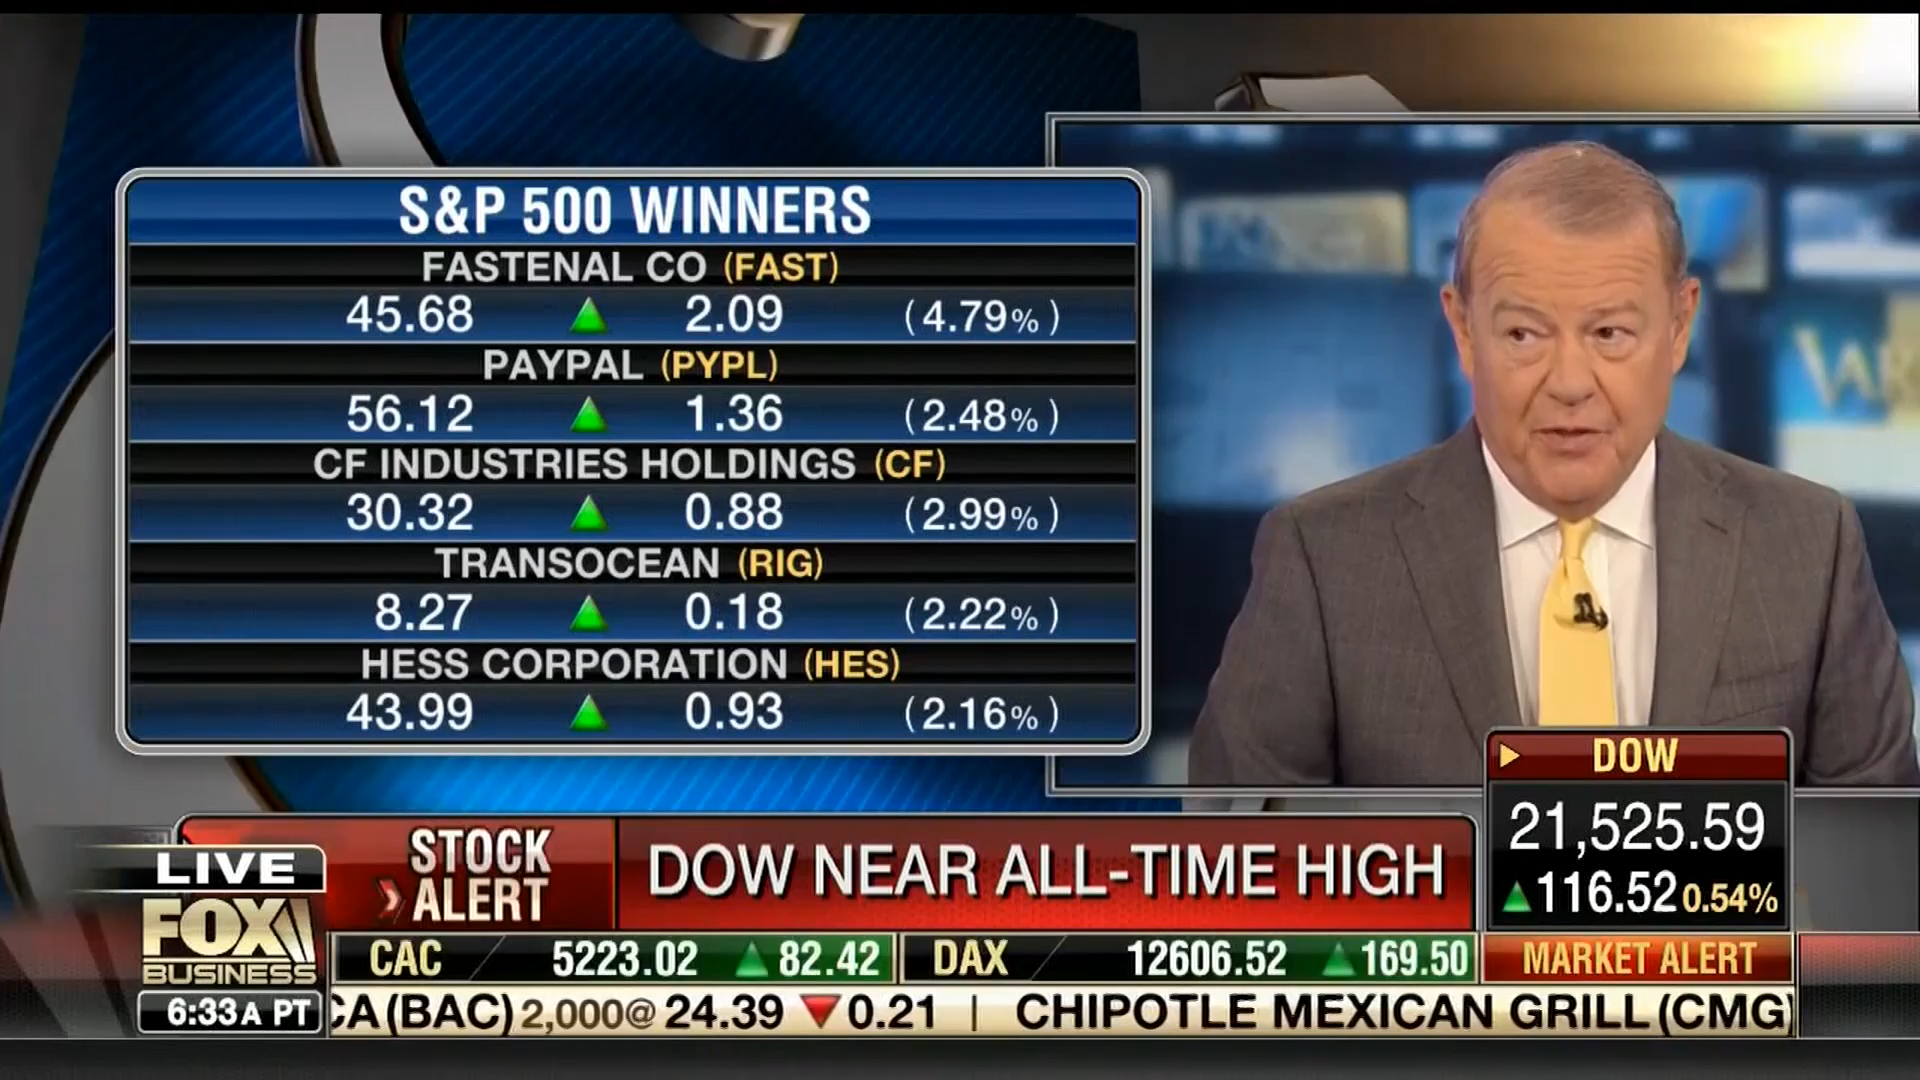 S&P 500 WINNERS
FASTENAL CO (FAST)
45.68 ▲ 2.09 (4.79%)
PAYPAL (PYPL)
56.12 ▲ 1.36 (2.48%)
CF INDUSTRIES HOLDINGS (CF)
30.32 ▲ 0.88 (2.99%)
TRANSOCEAN (RIG)
8.27 ▲ 0.18 (2.22%)
HESS CORPORATION (HES)
43.99 ▲ 0.93 (2.16%)
DOW
21,525.59
▲116.52 0.54%
STOCK
ALERT
DOW NEAR ALL-TIME HIGH
LIVE
FOX
BUSINESS
6:33A PT
CAC 5223.02 ▲82.42
DAX 12606.52 ▲169.50
MARKET ALERT
CA(BAC) 2,000@ 24.39 ▼0.21 | CHIPOTLE MEXICAN GRILL(CMG)